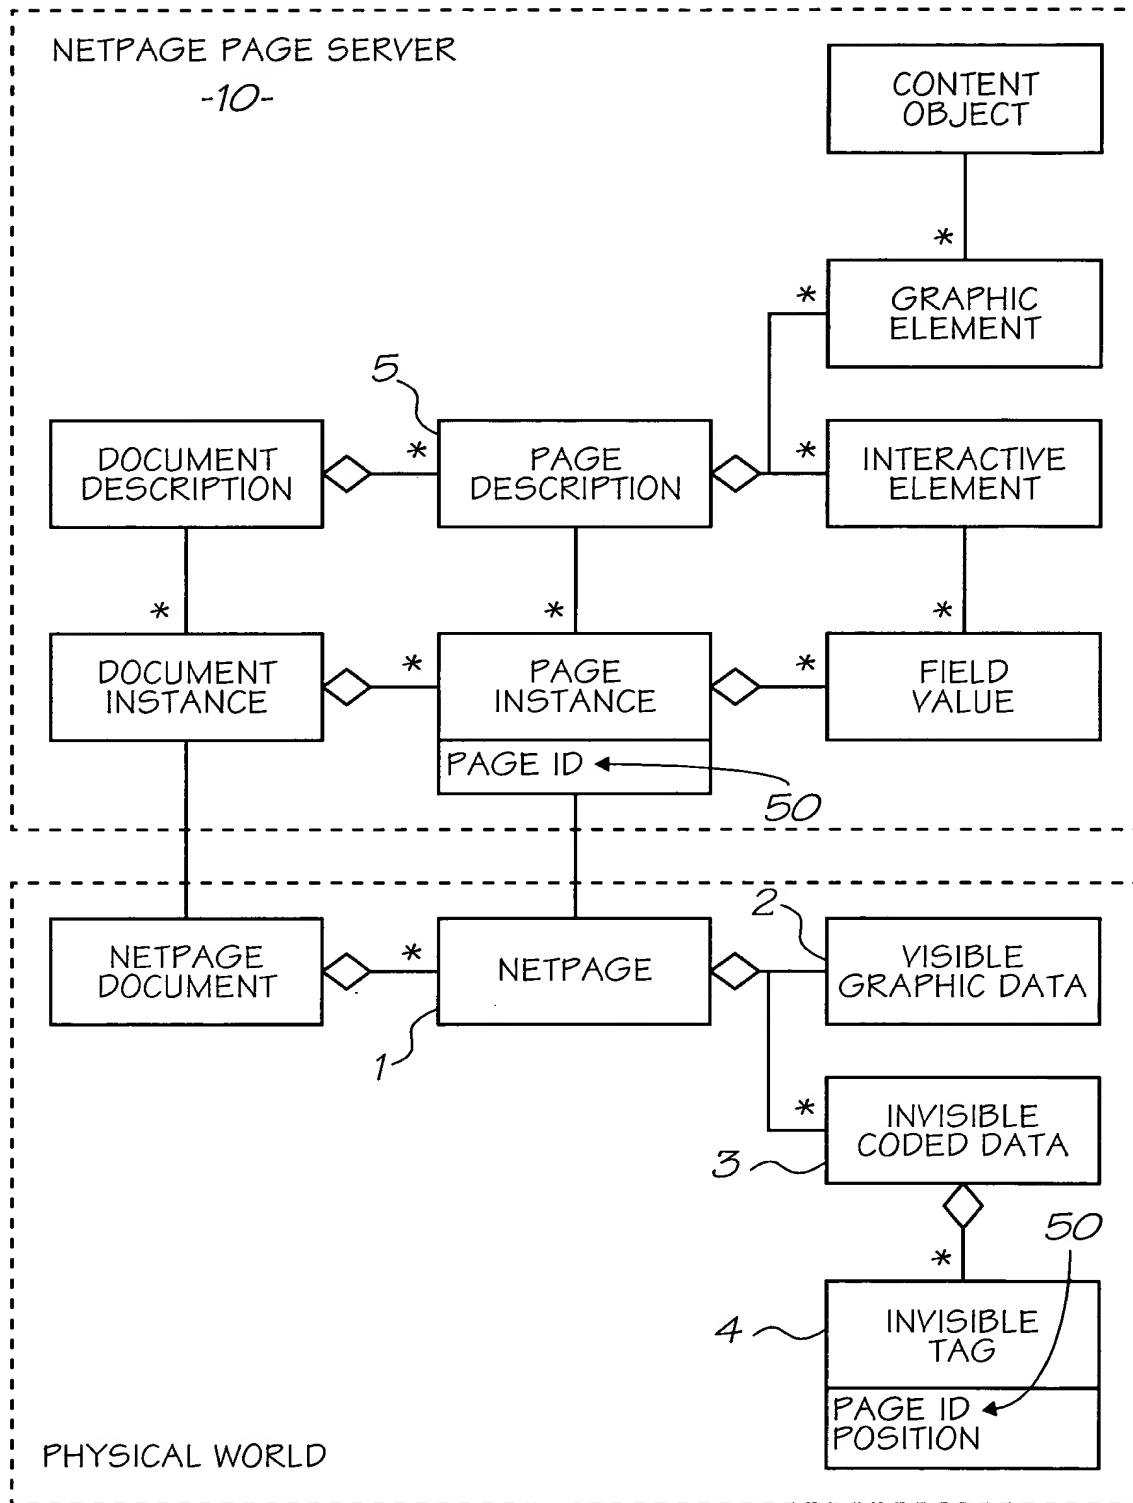 NETPAGE PAGE SERVER
-10-
CONTENT
OBJECT
*
*
GRAPHIC
ELEMENT
5
DOCUMENT
DESCRIPTION
*
PAGE
DESCRIPTION
*
INTERACTIVE
ELEMENT
*
*
*
DOCUMENT
INSTANCE
*
PAGE
INSTANCE
*
FIELD
VALUE
PAGE ID
50
NETPAGE
DOCUMENT
*
NETPAGE
1
2
VISIBLE
GRAPHIC DATA
*
INVISIBLE
CODED DATA
3
*
50
4
INVISIBLE
TAG
PAGE ID
POSITION
PHYSICAL WORLD